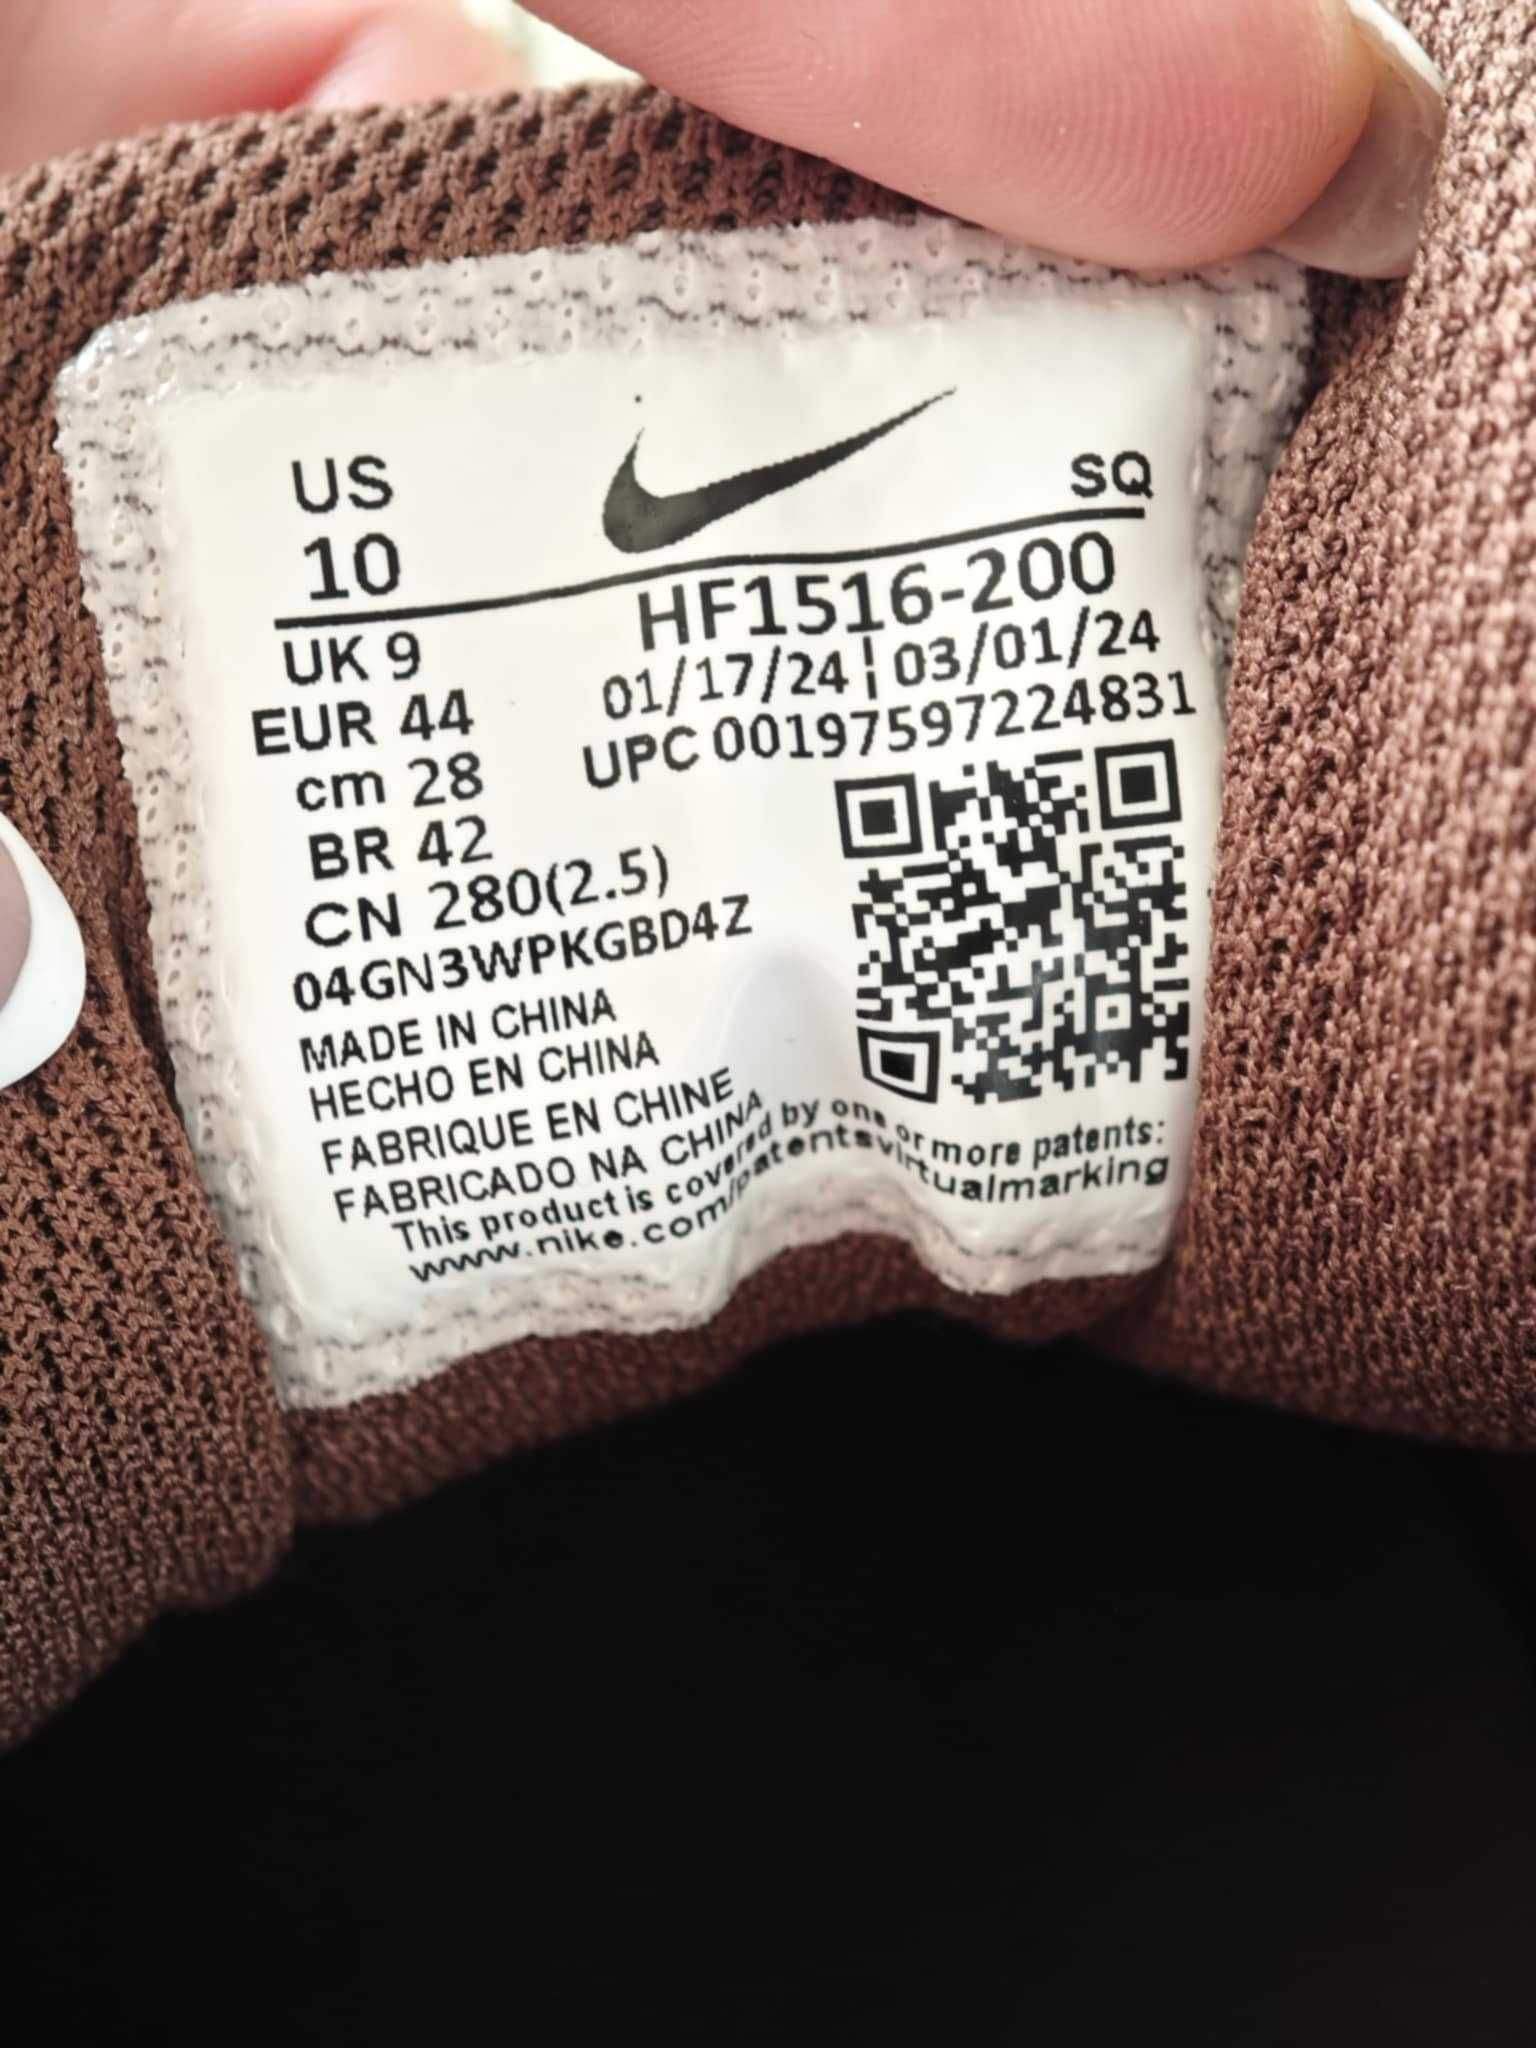 US
10
SQ
UK 9
EUR 44
cm 28
BR 42
CN 280(2.5)
04GN3WPKGBD4Z
HF1516-200
01/17/24¦03/01/24
UPC 00197597224831
MADE IN CHINA
HECHO EN CHINA
FABRIQUE EN CHINE
FABRICADO NA CHINA
This product is covered by one or more patents:
www.nike.com/patentsvirtualmarking